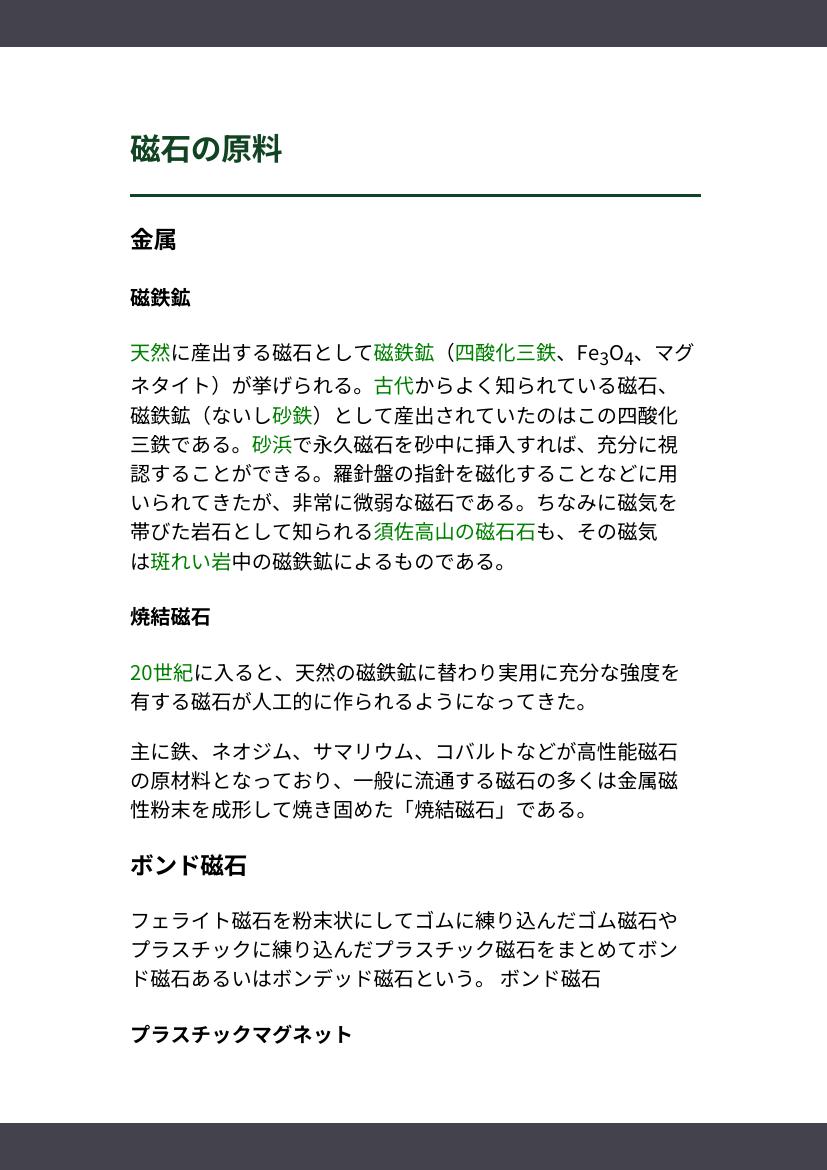 磁石の原料
金属
磁鉄鉱
天然に産出する磁石として磁鉄鉱（四酸化三鉄、Fe₃O₄、マグ
ネタイト）が挙げられる。古代からよく知られている磁石、
磁鉄鉱（ないし砂鉄）として産出されていたのはこの四酸化
三鉄である。砂浜で永久磁石を砂中に挿入すれば、充分に視
認することができる。羅針盤の指針を磁化することなどに用
いられてきたが、非常に微弱な磁石である。ちなみに磁気を
帯びた岩石として知られる須佐高山の磁石石も、その磁気
は斑れい岩中の磁鉄鉱によるものである。
焼結磁石
20世紀に入ると、天然の磁鉄鉱に替わり実用に充分な強度を
有する磁石が人工的に作られるようになってきた。
主に鉄、ネオジム、サマリウム、コバルトなどが高性能磁石
の原材料となっており、一般に流通する磁石の多くは金属磁
性粉末を成形して焼き固めた「焼結磁石」である。
ボンド磁石
フェライト磁石を粉末状にしてゴムに練り込んだゴム磁石や
プラスチックに練り込んだプラスチック磁石をまとめてボン
ド磁石あるいはボンデッド磁石という。 ボンド磁石
プラスチックマグネット